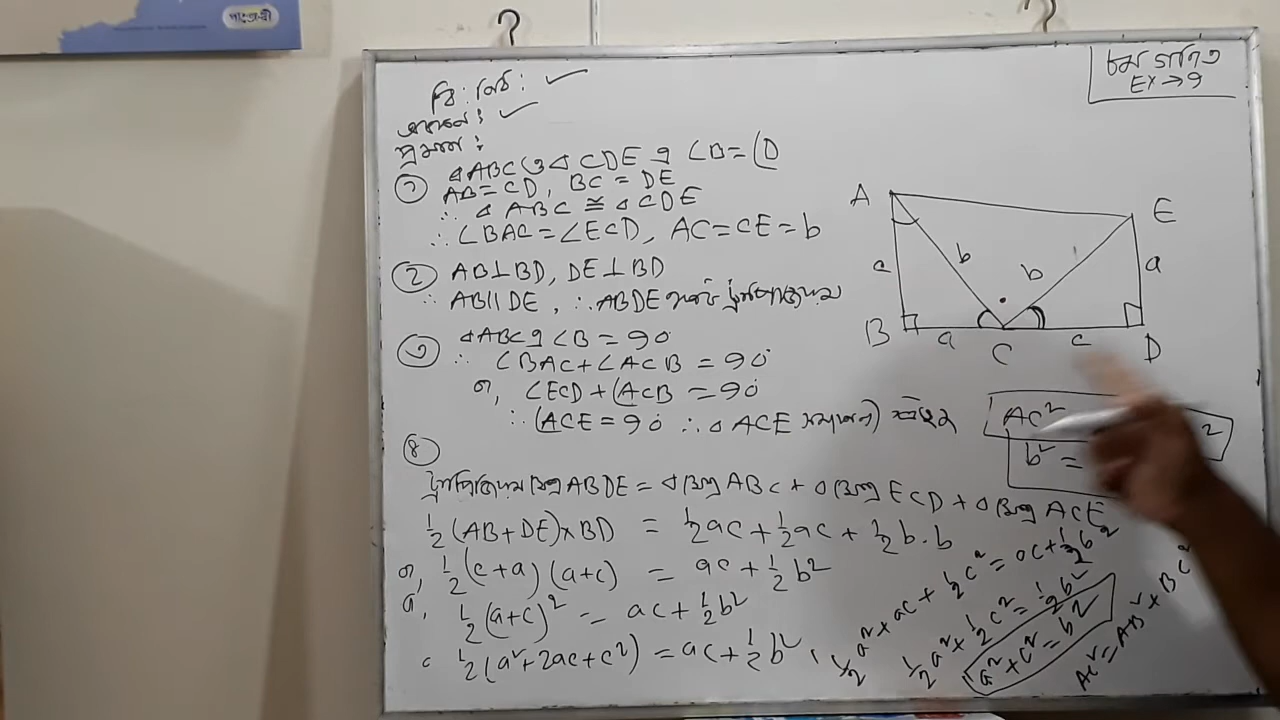 পাঞ্জেরী
৮ম গণিত
EX→9
বি: নির্ব:
অঙ্কন:
প্রমাণ:
△ABC ও △CDE এ ∠B=∠D
① AB=CD, BC=DE
∴ △ABC ≅ △CDE
∴ ∠BAC=∠ECD, AC=CE=b
② AB⊥BD, DE⊥BD
∴ AB∥DE, ∴ ABDE একটি ট্রাপিজিয়াম
③ △ABC এ ∠B=90°
∴ ∠BAC+∠ACB=90°
বা, ∠ECD+∠ACB=90°
∴ ∠ACE=90° ∴ △ACE সমকোণী
④
ট্রাপিজিয়াম ক্ষেত্র ABDE = △ক্ষেত্র ABC + △ক্ষেত্র ECD + △ক্ষেত্র ACE
½(AB+DE)×BD = ½ac+½ac+½b.b
বা, ½(c+a)(a+c) = ac+½b²
বা, ½(a+c)² = ac+½b²
½(a²+2ac+c²) = ac+½b²
½a²+ac+½c²=ac+½b²
½a²+½c²=½b²
a²+c²=b²
AC²=AB²+BC²
A
E
b
b
c
a
B
a
C
c
D
AC²
²
b²=